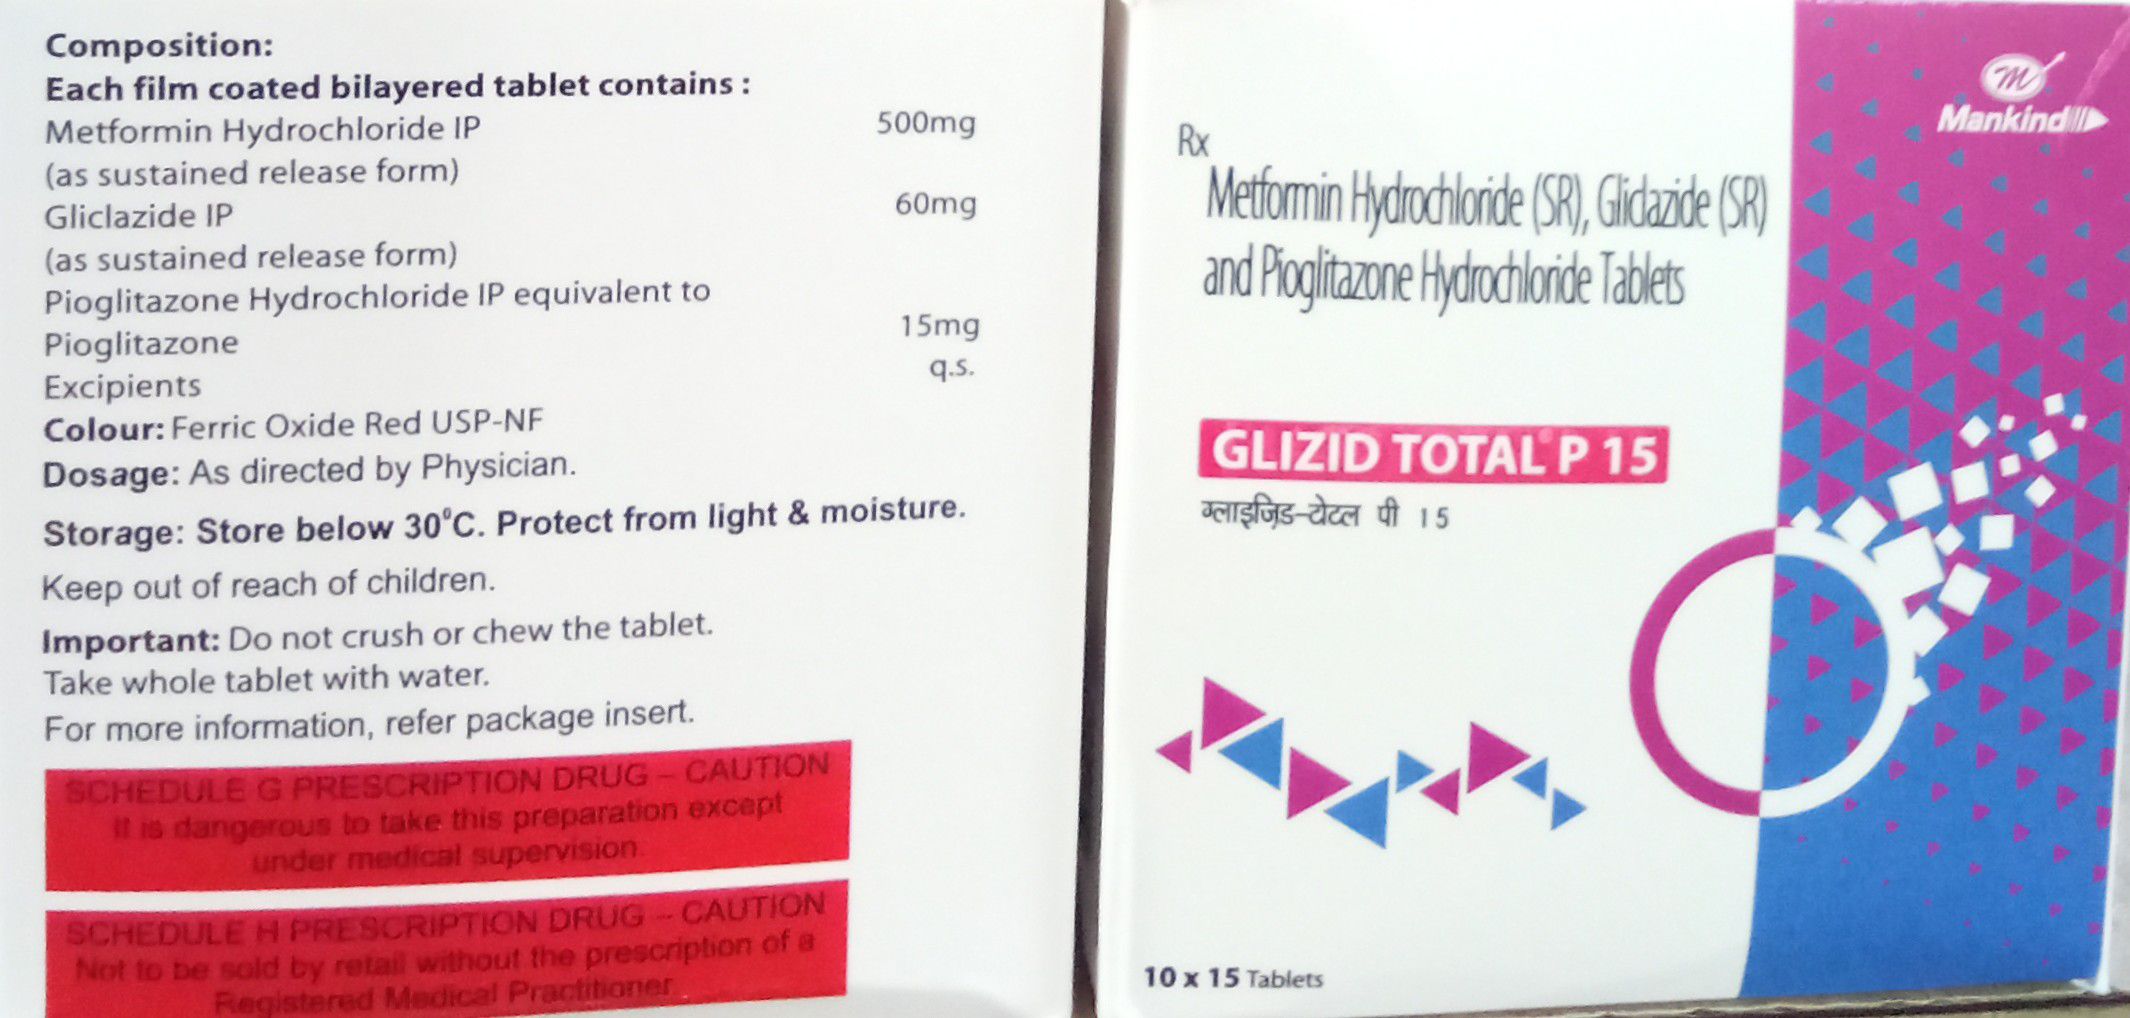 Composition:
Each film coated bilayered tablet contains :
Metformin Hydrochloride IP 500mg
(as sustained release form)
Gliclazide IP 60mg
(as sustained release form)
Pioglitazone Hydrochloride IP equivalent to
Pioglitazone 15mg
Excipients q.s.
Colour: Ferric Oxide Red USP-NF
Dosage: As directed by Physician.
Storage: Store below 30°C. Protect from light & moisture.
Keep out of reach of children.
Important: Do not crush or chew the tablet.
Take whole tablet with water.
For more information, refer package insert.
SCHEDULE G PRESCRIPTION DRUG – CAUTION
It is dangerous to take this preparation except
under medical supervision.
SCHEDULE H PRESCRIPTION DRUG – CAUTION
Not to be sold by retail without the prescription of a
Registered Medical Practitioner.
m
Mankind
Rx
Metformin Hydrochloride (SR), Gliclazide (SR)
and Pioglitazone Hydrochloride Tablets
GLIZID TOTAL® P 15
ग्लाइज़िड-टोटल पी 15
10 x 15 Tablets